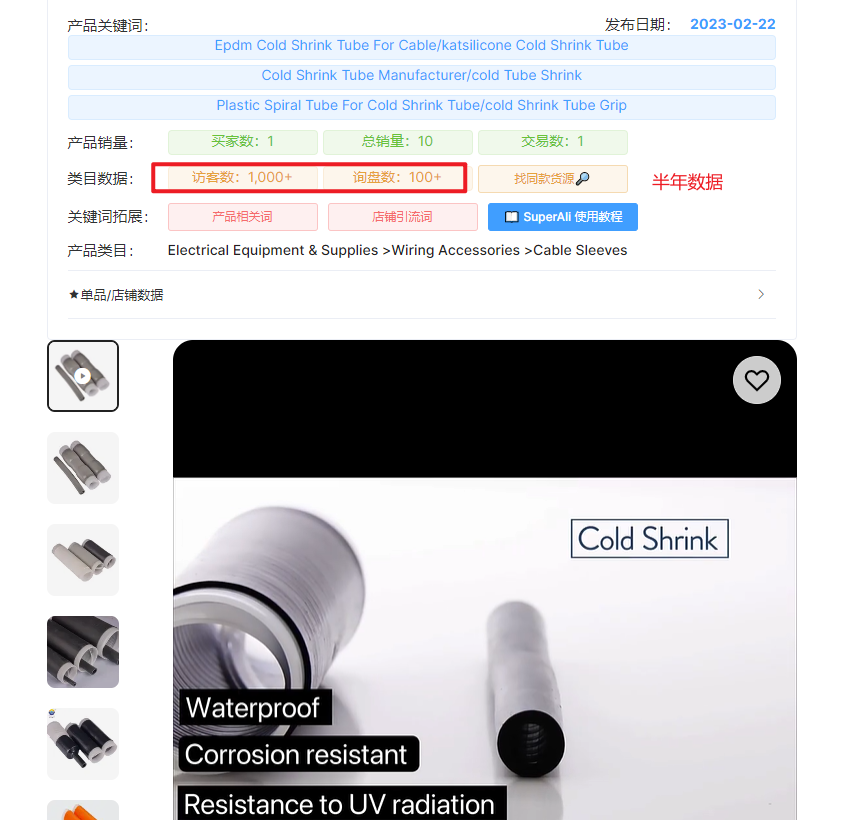 产品关键词: 发布日期: 2023-02-22
Epdm Cold Shrink Tube For Cable/katsilicone Cold Shrink Tube
Cold Shrink Tube Manufacturer/cold Tube Shrink
Plastic Spiral Tube For Cold Shrink Tube/cold Shrink Tube Grip
产品销量: 买家数: 1 总销量: 10 交易数: 1
类目数据: 访客数: 1,000+ 询盘数: 100+ 找同款货源🔎 半年数据
关键词拓展: 产品相关词 店铺引流词 📖 SuperAli 使用教程
产品类目: Electrical Equipment & Supplies >Wiring Accessories >Cable Sleeves
★单品/店铺数据
Cold Shrink
Waterproof
Corrosion resistant
Resistance to UV radiation